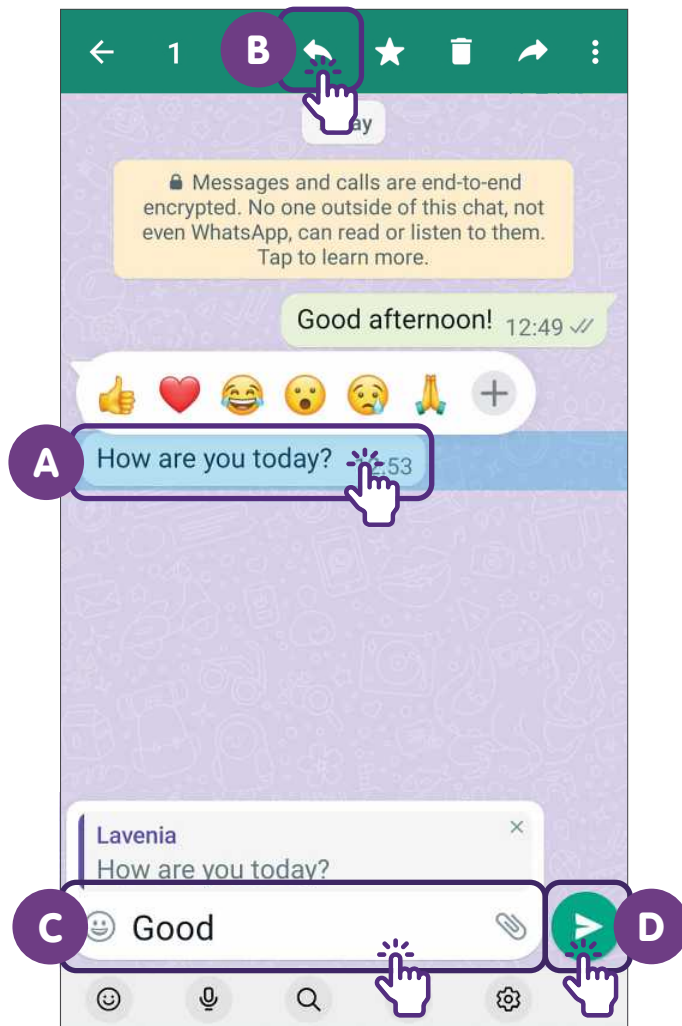 1
B
ay
Messages and calls are end-to-end
encrypted. No one outside of this chat, not
even WhatsApp, can read or listen to them.
Tap to learn more.
Good afternoon! 12:49
A
How are you today? 53
Lavenia
How are you today?
C
Good
D